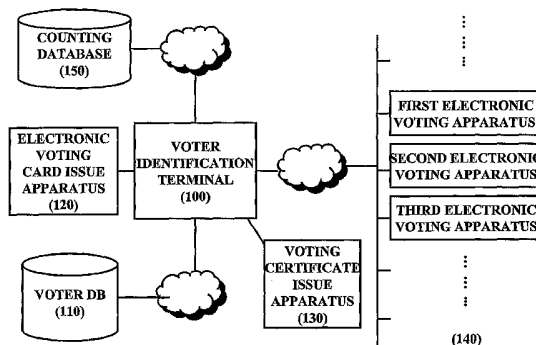 COUNTING
DATABASE
(150)
ELECTRONIC
VOTING
CARD ISSUE
APPARATUS
(120)
VOTER
IDENTIFICATION
TERMINAL
(100)
VOTER DB
(110)
VOTING
CERTIFICATE
ISSUE
APPARATUS
(130)
FIRST ELECTRONIC
VOTING APPARATUS
SECOND ELECTRONIC
VOTING APPARATUS
THIRD ELECTRONIC
VOTING APPARATUS
(140)